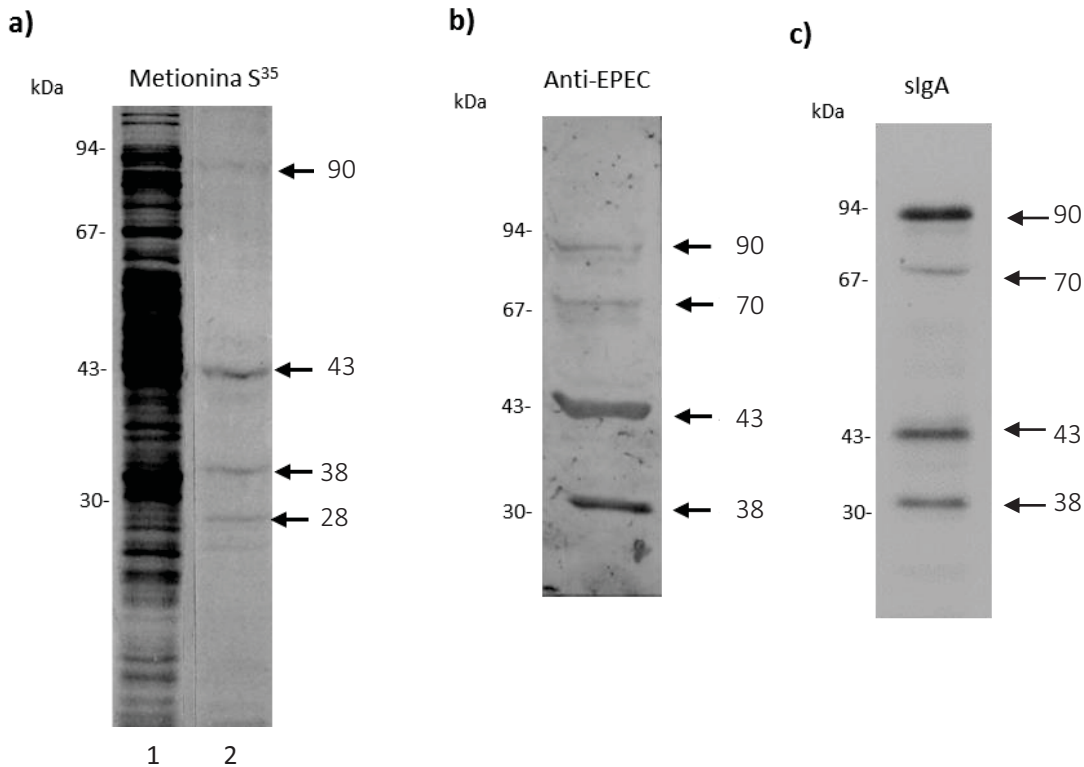 a)
Metionina S³⁵
kDa
94-
67-
43-
30-
90
43
38
28
1 2
b)
Anti-EPEC
kDa
94-
67-
43-
30-
90
70
43
38
c)
sIgA
kDa
94-
67-
43-
30-
90
70
43
38